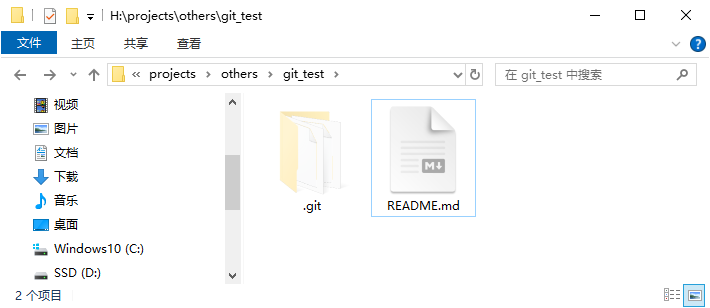 H:\projects\others\git_test
文件 主页 共享 查看
projects others git_test
在 git_test 中搜索
视频
图片
文档
下载
音乐
桌面
Windows10 (C:)
SSD (D:)
.git
README.md
2 个项目